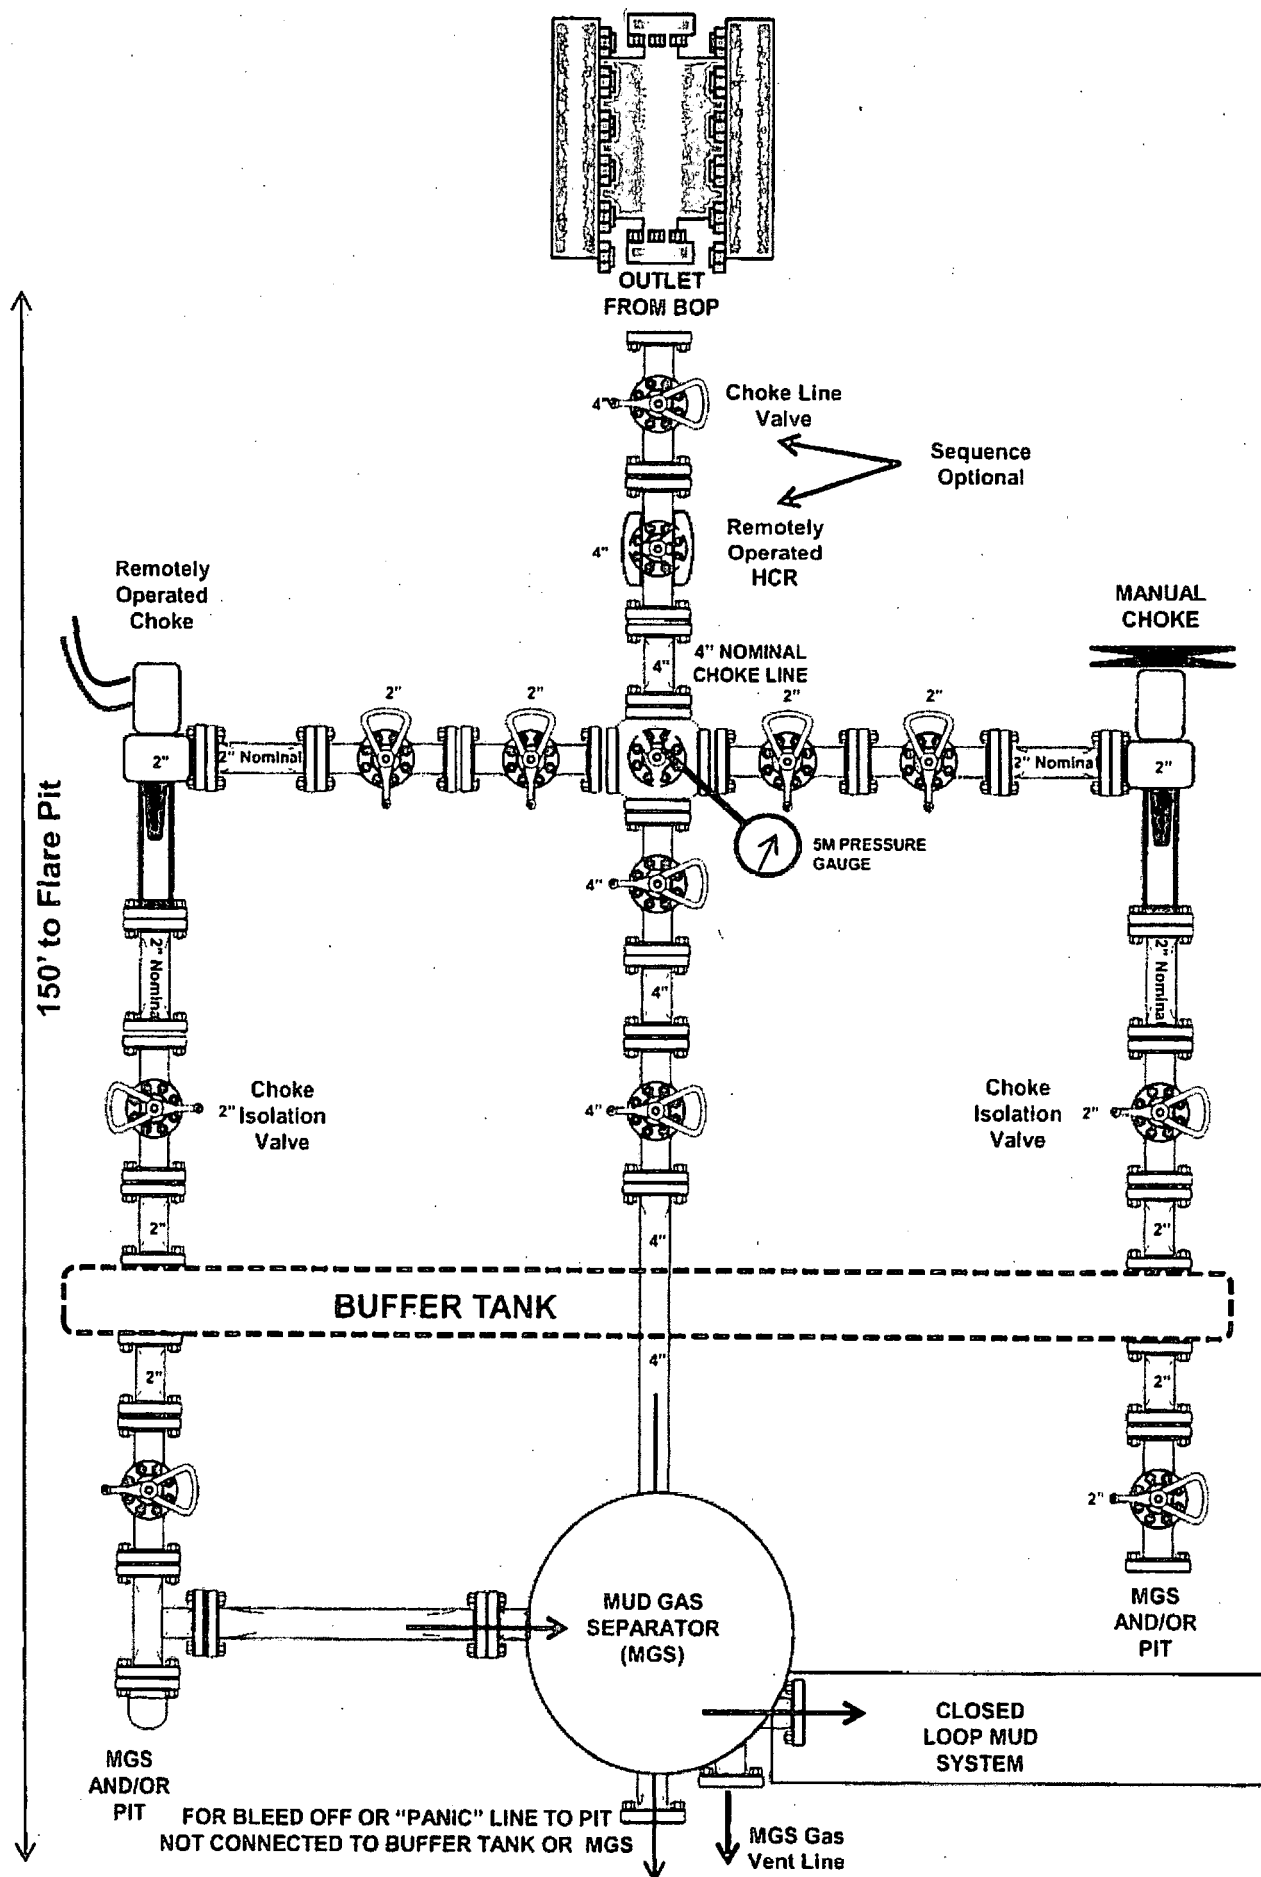 OUTLET
FROM BOP
4"
Choke Line
Valve
Sequence
Optional
4"
Remotely
Operated
HCR
Remotely
Operated
Choke
MANUAL
CHOKE
4"
4" NOMINAL
CHOKE LINE
2"
2"
2"
2"
2"
2" Nominal
2" Nominal
2"
5M PRESSURE
GAUGE
4"
150' to Flare Pit
2" Nominal
4"
2" Nominal
2"
Choke
Isolation
Valve
4"
Choke
Isolation
Valve
2"
2"
4"
2"
BUFFER TANK
2"
4"
2"
2"
MUD GAS
SEPARATOR
(MGS)
MGS
AND/OR
PIT
CLOSED
LOOP MUD
SYSTEM
MGS
AND/OR
PIT
FOR BLEED OFF OR "PANIC" LINE TO PIT
NOT CONNECTED TO BUFFER TANK OR MGS
MGS Gas
Vent Line